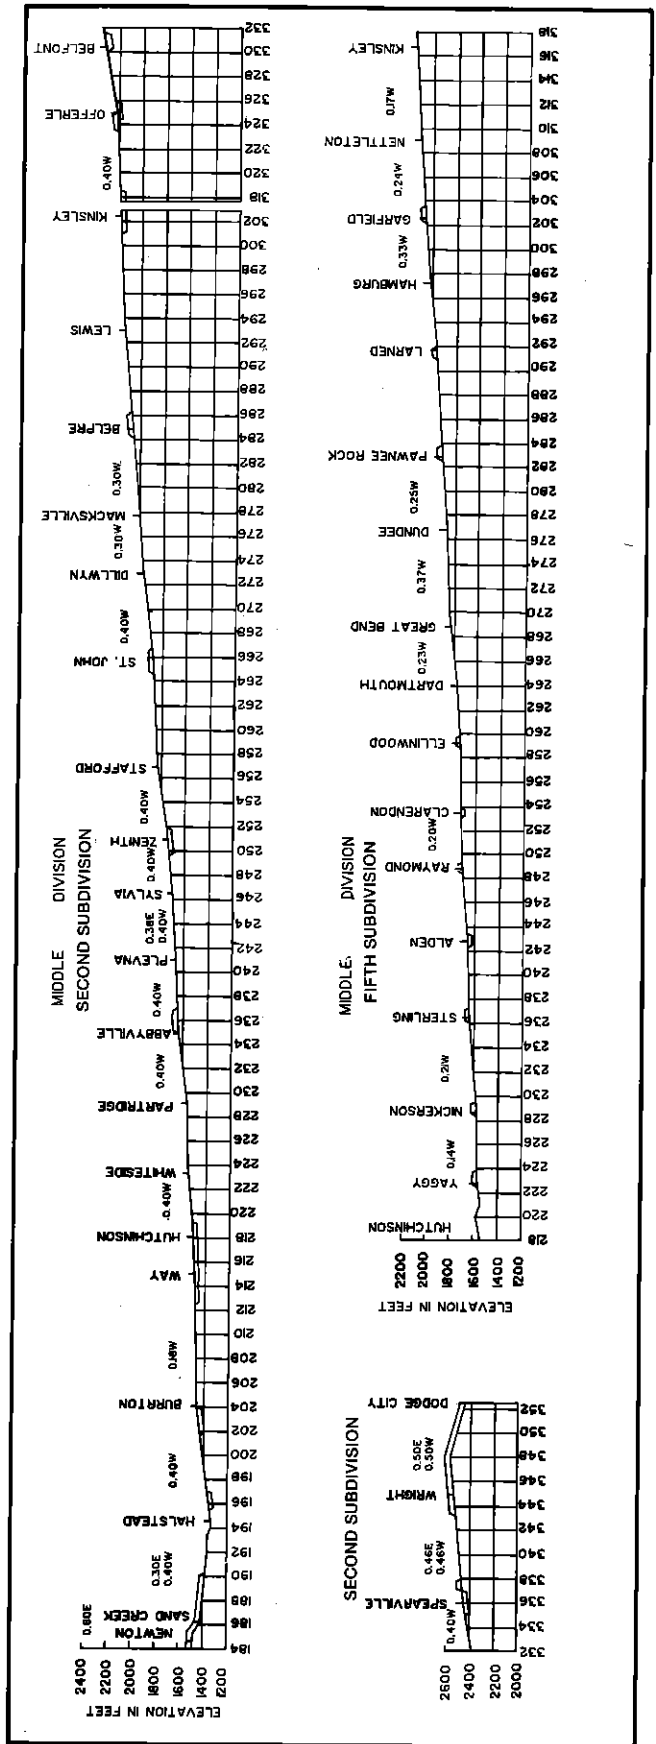 MIDDLE DIVISION
SECOND SUBDIVISION
ELEVATION IN FEET
2400
2200
2000
1800
1600
1400
1200
NEWTON
SAND CREEK
HALSTEAD
BURRTON
WAY
HUTCHINSON
WHITESIDE
PARTRIDGE
ABBYVILLE
PLEVNA
SYLVIA
ZENITH
STAFFORD
ST. JOHN
DILLWYN
MACKSVILLE
BELPRE
LEWIS
KINSLEY
OFFERLE
BELFONT
0.80E
0.30E
0.40W
0.40W
0.18W
0.40W
0.40W
0.40W
0.38E
0.40W
0.40W
0.40W
0.40W
0.30W
0.30W
0.40W
184 186 188 190 192 194 196 198 200 202 204 206 208 210 212 214 216 218 220 222 224 226 228 230 232 234 236 238 240 242 244 246 248 250 252 254 256 258 260 262 264 266 268 270 272 274 276 278 280 282 284 286 288 290 292 294 296 298 300 302 318 320 322 324 326 328 330 332
SECOND SUBDIVISION
2600
2400
2200
2000
SPEARVILLE
WRIGHT
DODGE CITY
0.40W
0.46E
0.46W
0.50E
0.50W
332 334 336 338 340 342 344 346 348 350 352
MIDDLE DIVISION
FIFTH SUBDIVISION
ELEVATION IN FEET
2200
2000
1800
1600
1400
1200
HUTCHINSON
YAGGY
NICKERSON
STERLING
ALDEN
RAYMOND
CLARENDON
ELLINWOOD
DARTMOUTH
GREAT BEND
DUNDEE
PAWNEE ROCK
LARNED
HAMBURG
GARFIELD
NETTLETON
KINSLEY
0.14W
0.21W
0.20W
0.23W
0.37W
0.25W
0.33W
0.24W
0.17W
218 220 222 224 226 228 230 232 234 236 238 240 242 244 246 248 250 252 254 256 258 260 262 264 266 268 270 272 274 276 278 280 282 284 286 288 290 292 294 296 298 300 302 304 306 308 310 312 314 316 318